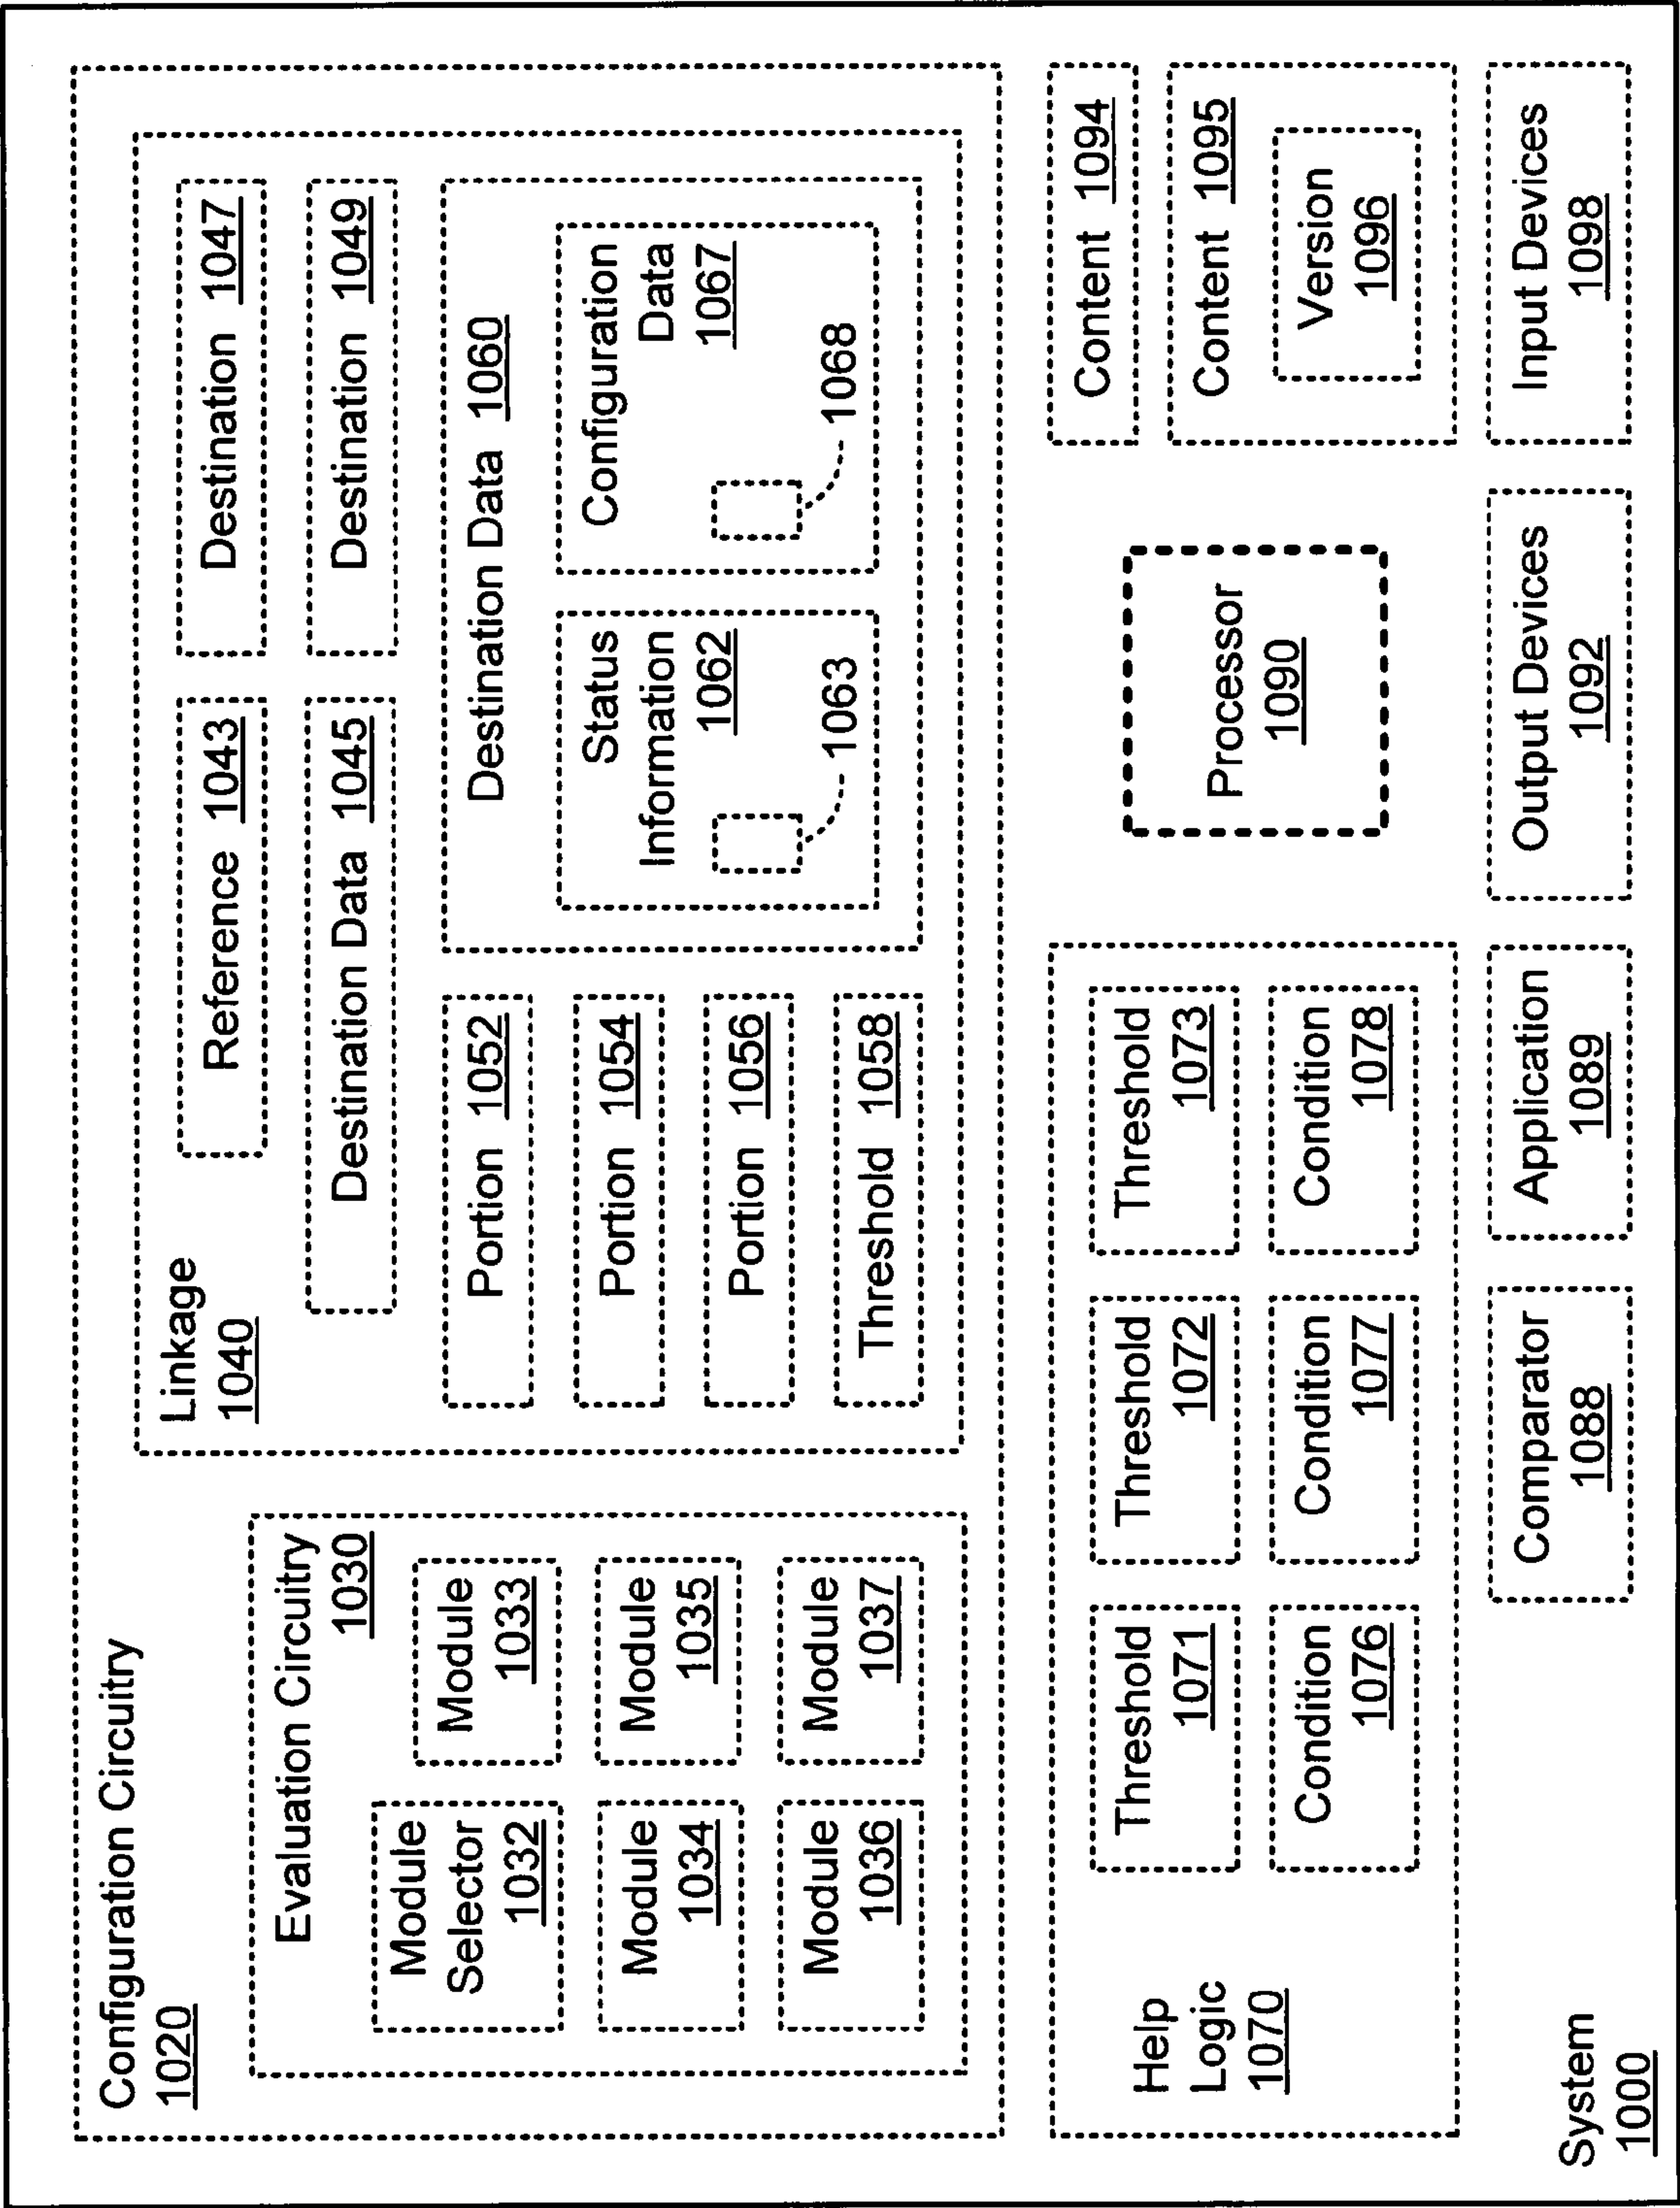 Configuration Circuitry
1020
Evaluation Circuitry
1030
Module
Selector
1032
Module
1033
Module
1034
Module
1035
Module
1036
Module
1037
Linkage
1040
Reference 1043
Destination 1047
Destination Data 1045
Destination 1049
Portion 1052
Portion 1054
Portion 1056
Threshold 1058
Destination Data 1060
Status
Information
1062
1063
Configuration
Data
1067
1068
Help
Logic
1070
Threshold
1071
Threshold
1072
Threshold
1073
Condition
1076
Condition
1077
Condition
1078
Processor
1090
Content 1094
Content 1095
Version
1096
System
1000
Comparator
1088
Application
1089
Output Devices
1092
Input Devices
1098